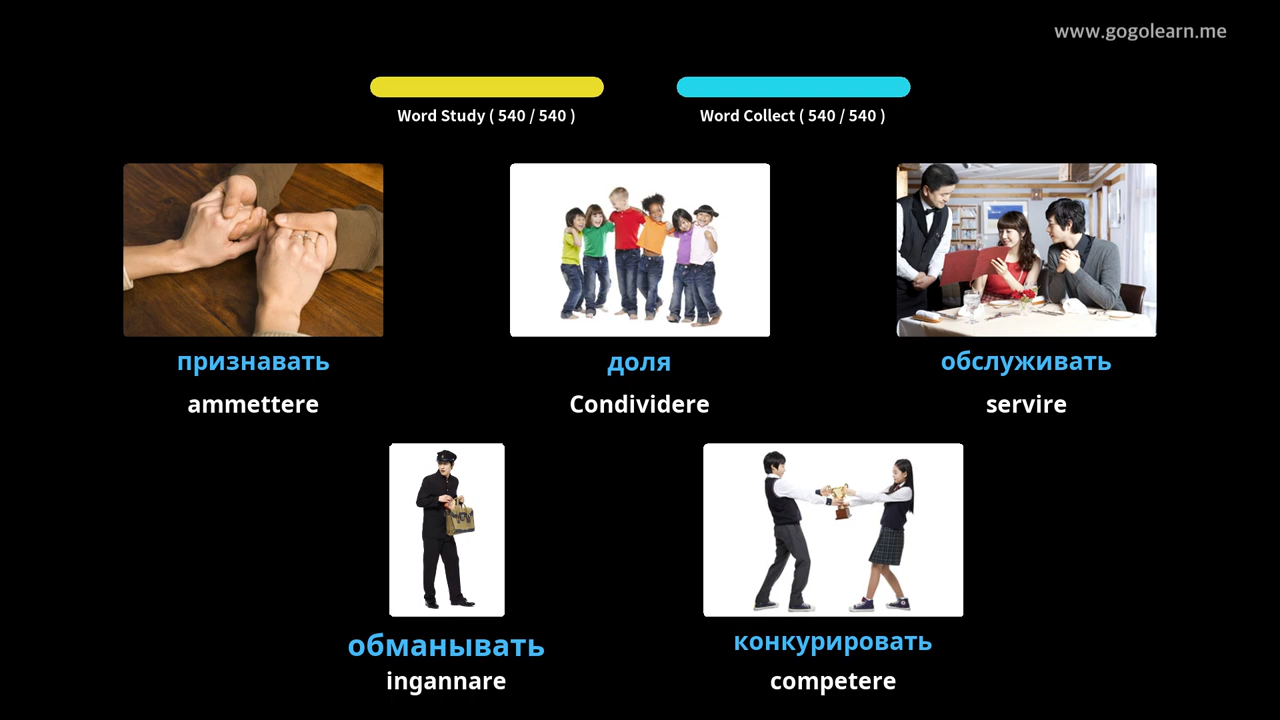 www.gogolearn.me
Word Study ( 540 / 540 )
Word Collect ( 540 / 540 )
признавать
доля
обслуживать
ammettere
Condividere
servire
обманывать
конкурировать
ingannare
competere